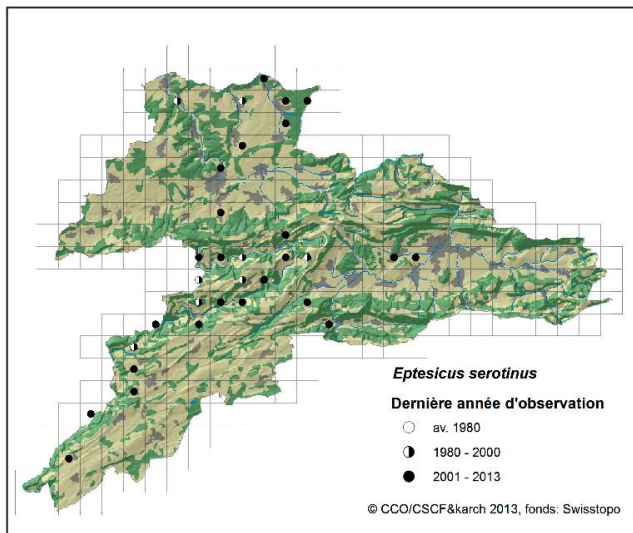 Eptesicus serotinus
Dernière année d'observation
av. 1980
1980 - 2000
2001 - 2013
© CCO/CSCF&karch 2013, fonds: Swisstopo